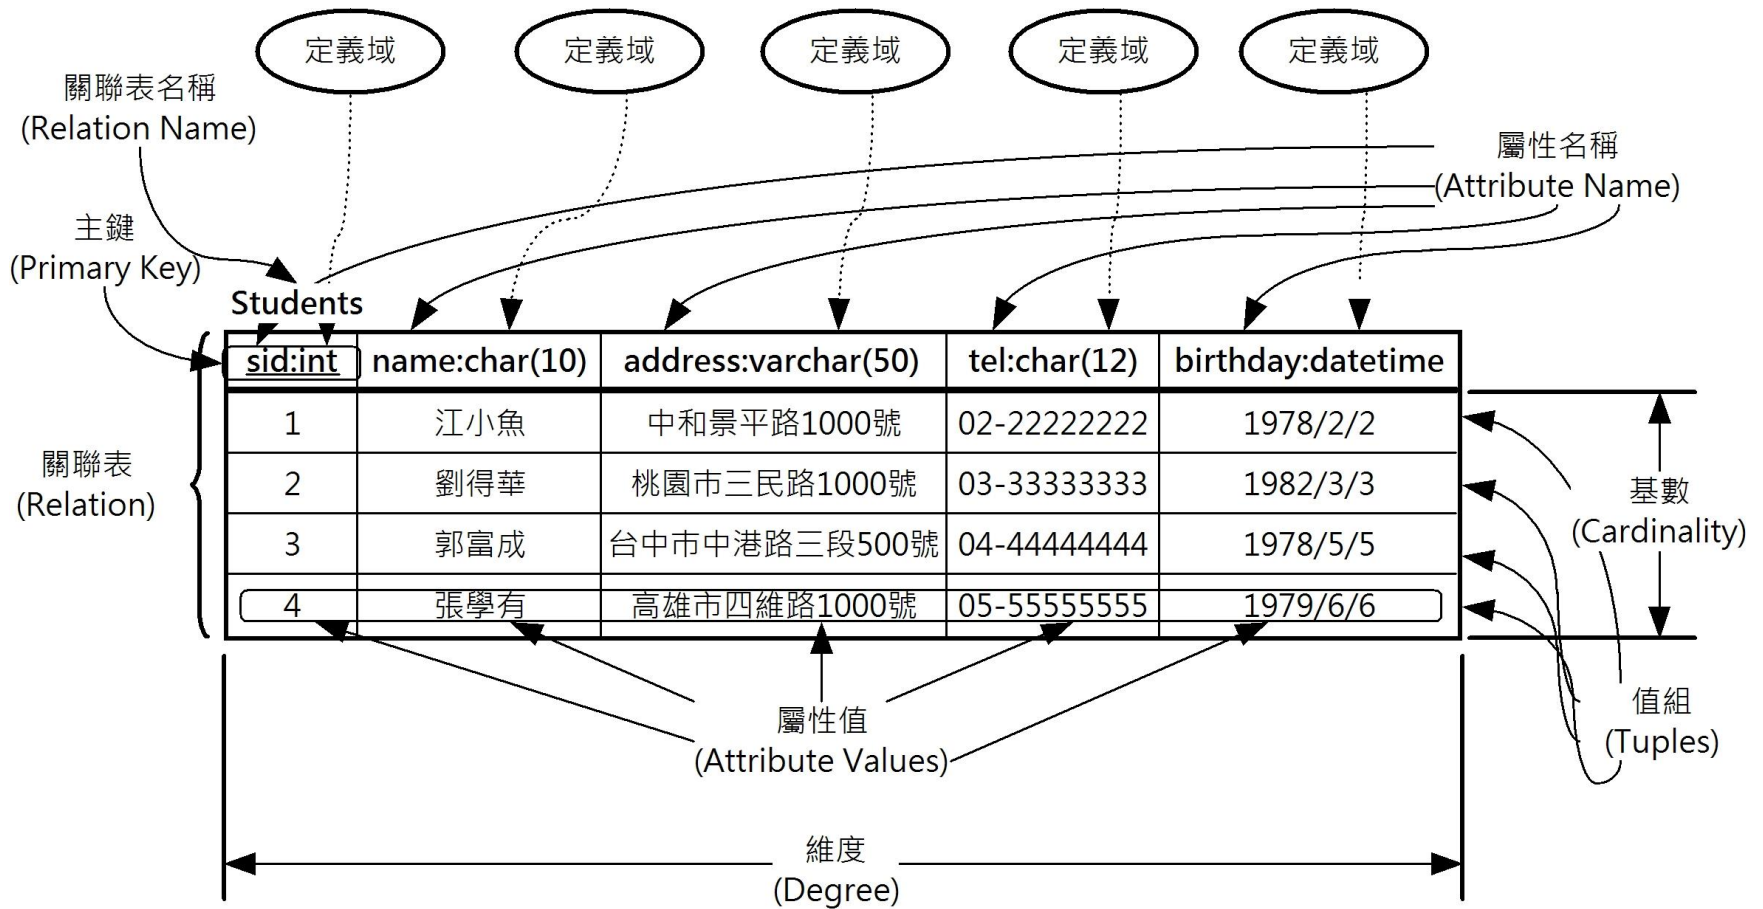 定義域
定義域
定義域
定義域
定義域
關聯表名稱
(Relation Name)
屬性名稱
(Attribute Name)
主鍵
(Primary Key)
Students
sid:int name:char(10) address:varchar(50) tel:char(12) birthday:datetime
1 江小魚 中和景平路1000號 02-22222222 1978/2/2
2 劉得華 桃園市三民路1000號 03-33333333 1982/3/3
3 郭富成 台中市中港路三段500號 04-44444444 1978/5/5
4 張學有 高雄市四維路1000號 05-55555555 1979/6/6
關聯表
(Relation)
基數
(Cardinality)
值組
(Tuples)
屬性值
(Attribute Values)
維度
(Degree)